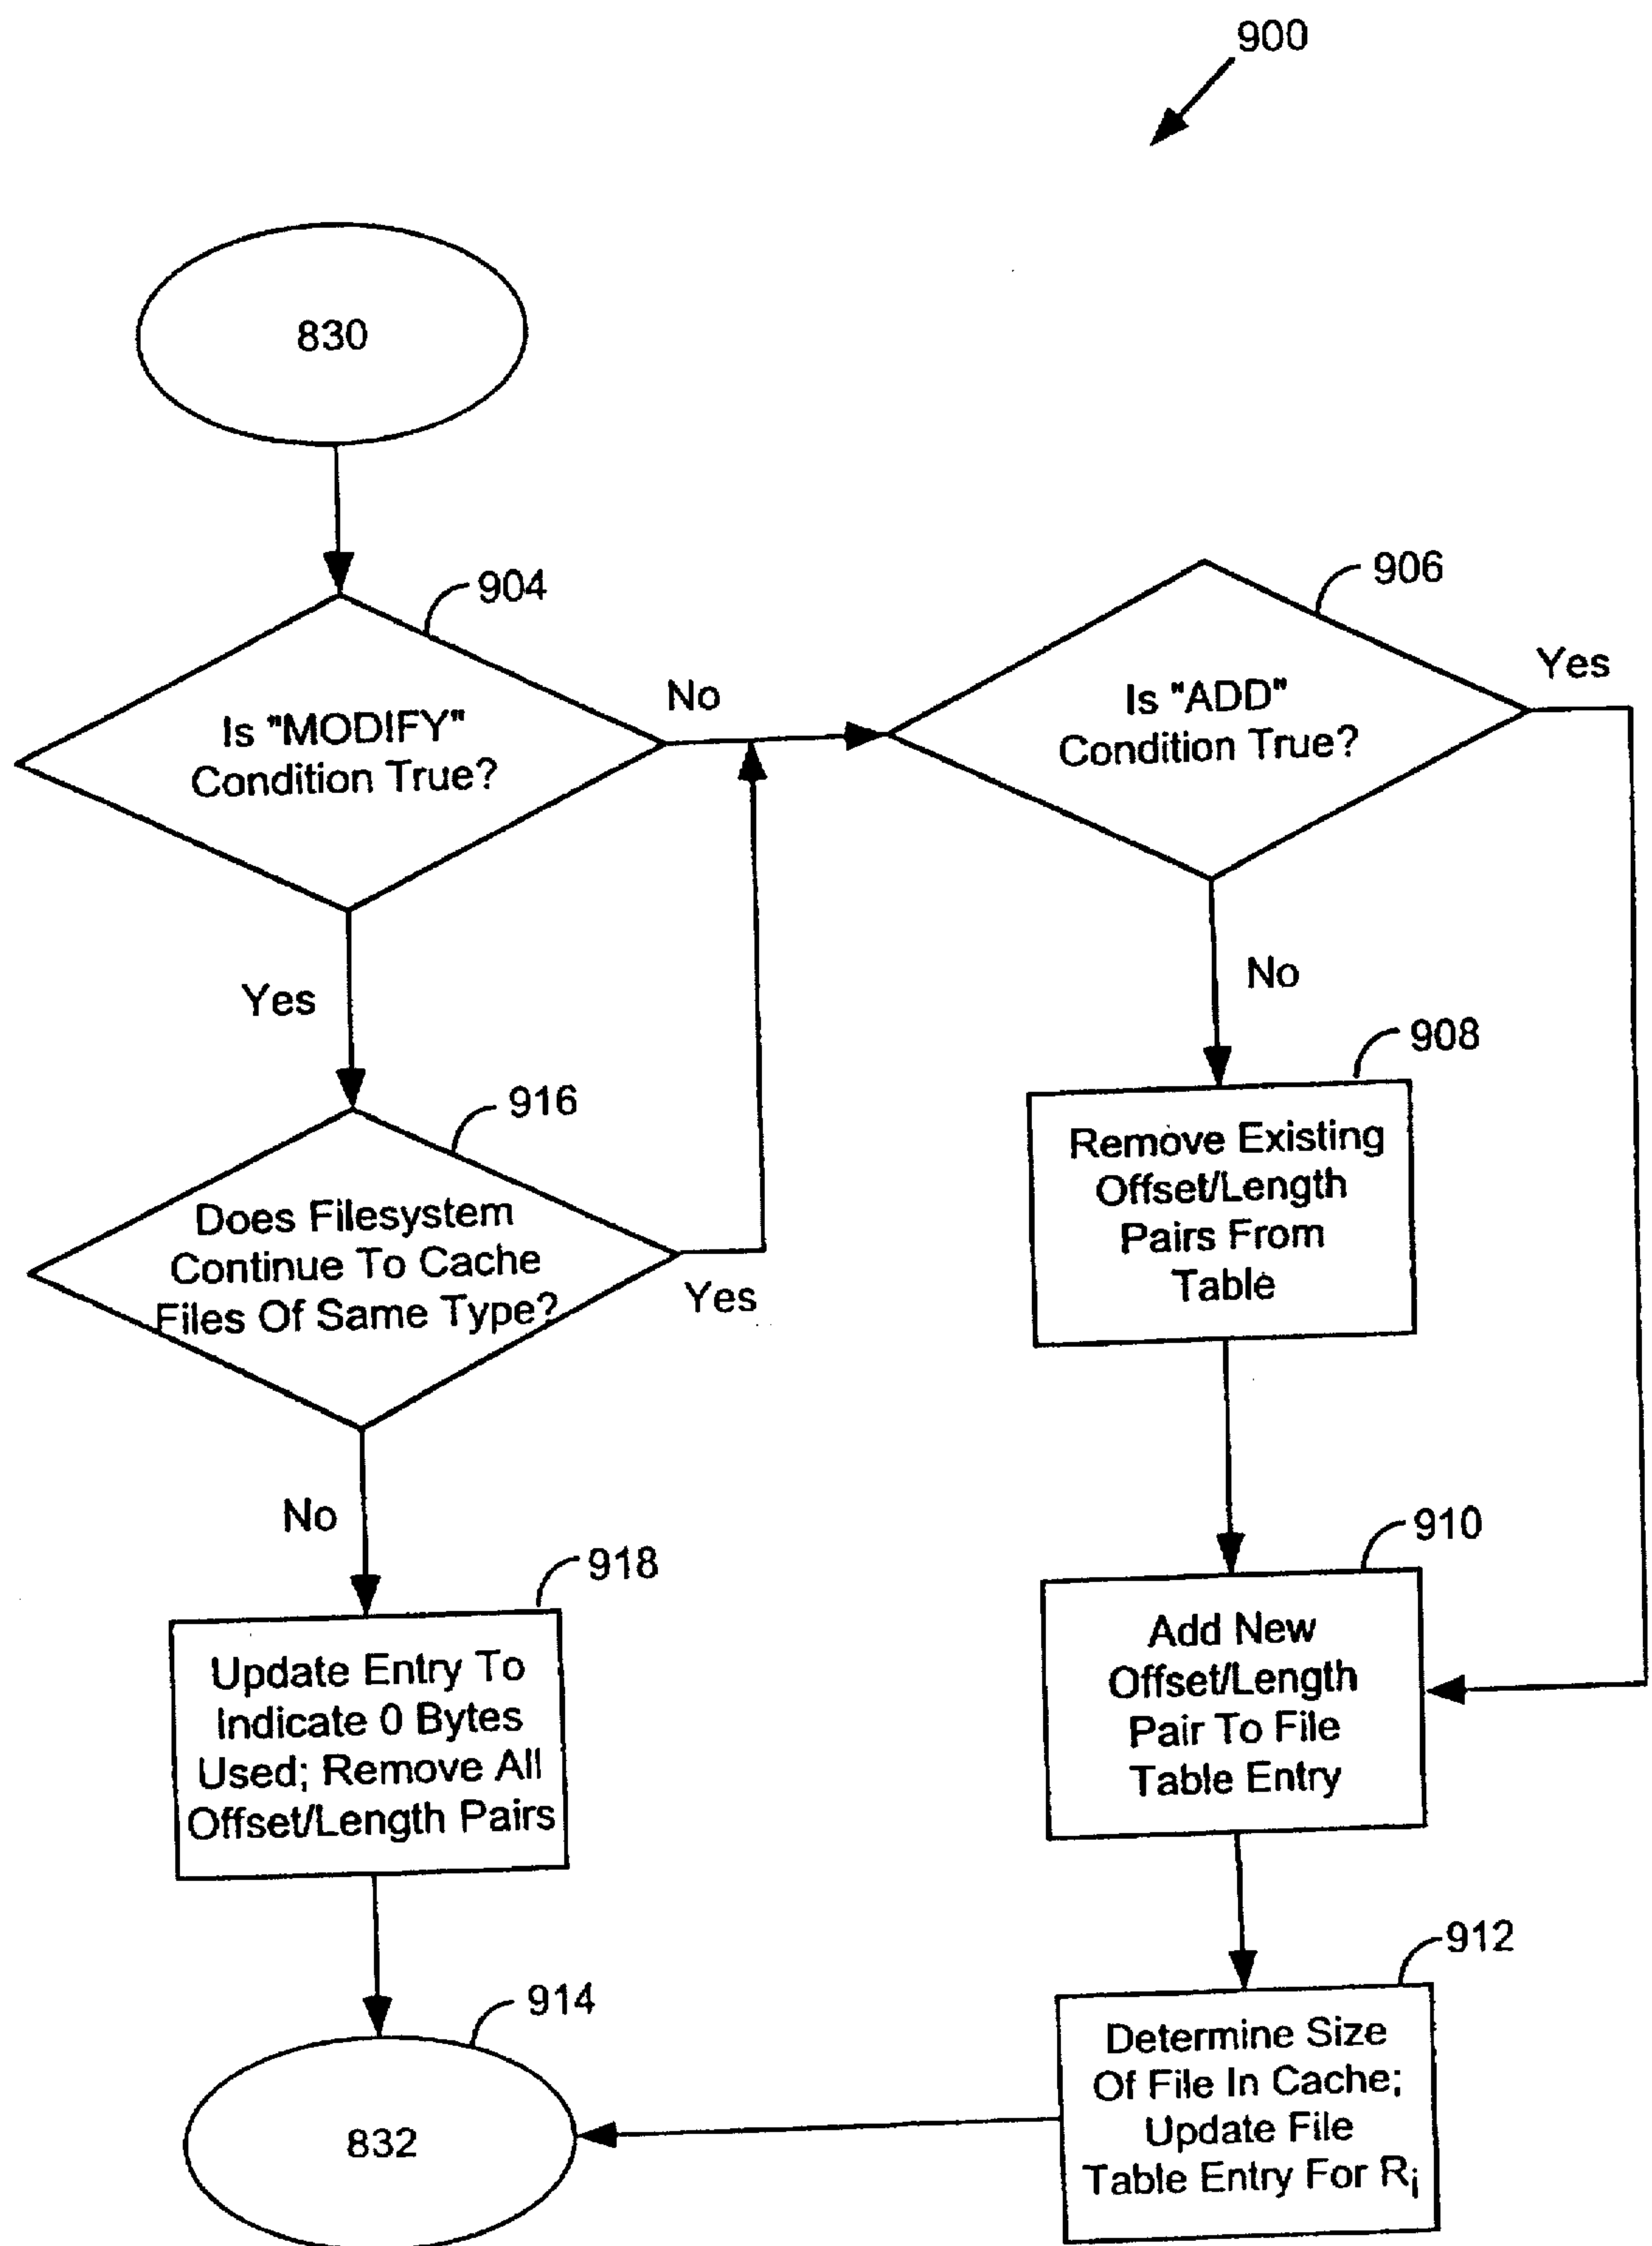 900
830
904
Is "MODIFY"
Condition True?
No
906
Is "ADD"
Condition True?
Yes
Yes
No
916
Does Filesystem
Continue To Cache
Files Of Same Type?
Yes
908
Remove Existing
Offset/Length
Pairs From
Table
No
918
Update Entry To
Indicate 0 Bytes
Used; Remove All
Offset/Length Pairs
910
Add New
Offset/Length
Pair To File
Table Entry
914
832
912
Determine Size
Of File In Cache;
Update File
Table Entry For Ri